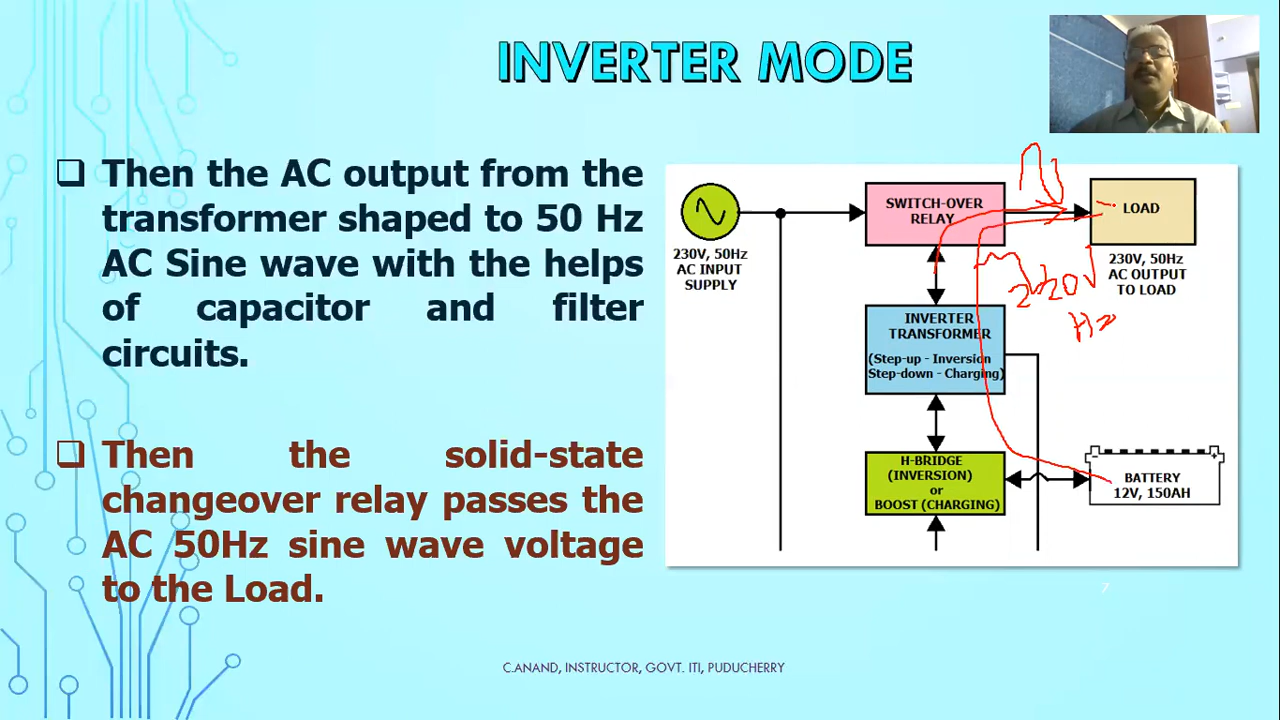 INVERTER MODE
❑ Then the AC output from the
transformer shaped to 50 Hz
AC Sine wave with the helps
of capacitor and filter
circuits.
❑ Then the solid-state
changeover relay passes the
AC 50Hz sine wave voltage
to the Load.
230V, 50Hz
AC INPUT
SUPPLY
SWITCH-OVER
RELAY
LOAD
230V, 50Hz
AC OUTPUT
TO LOAD
Hz
INVERTER
TRANSFORMER
(Step-up - Inversion
Step-down - Charging)
H-BRIDGE
(INVERSION)
or
BOOST (CHARGING)
- +
BATTERY
12V, 150AH
7
C.ANAND, INSTRUCTOR, GOVT. ITI, PUDUCHERRY